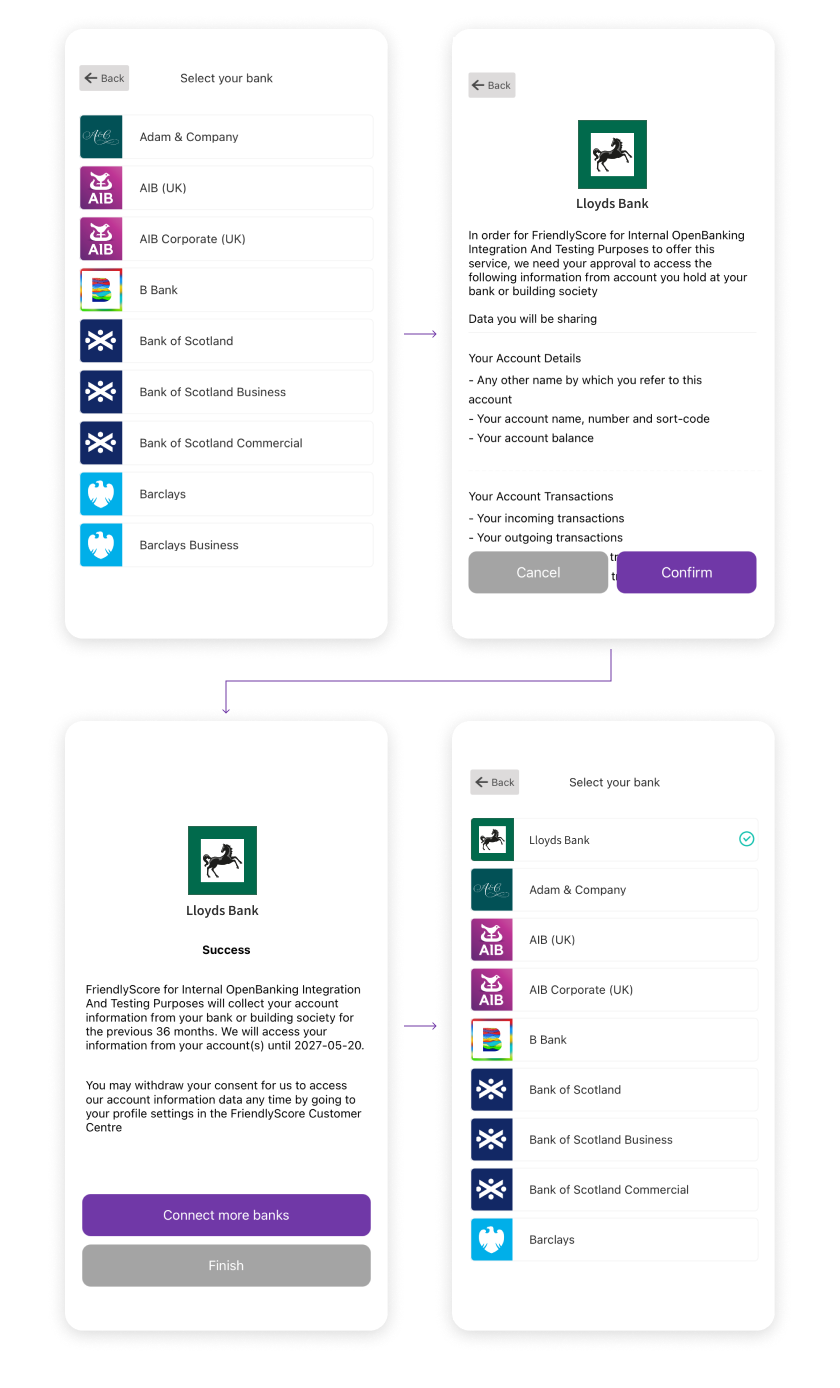 Back
Select your bank
A&C
Adam & Company
AIB
AIB (UK)
AIB
AIB Corporate (UK)
B
B Bank
Bank of Scotland
Bank of Scotland Business
Bank of Scotland Commercial
Barclays
Barclays Business
Back
Lloyds Bank
In order for FriendlyScore for Internal OpenBanking
Integration And Testing Purposes to offer this
service, we need your approval to access the
following information from account you hold at your
bank or building society
Data you will be sharing
Your Account Details
- Any other name by which you refer to this
account
- Your account name, number and sort-code
- Your account balance
Your Account Transactions
- Your incoming transactions
- Your outgoing transactions
Cancel
Confirm
Lloyds Bank
Success
FriendlyScore for Internal OpenBanking Integration
And Testing Purposes will collect your account
information from your bank or building society for
the previous 36 months. We will access your
information from your account(s) until 2027-05-20.
You may withdraw your consent for us to access
our account information data any time by going to
your profile settings in the FriendlyScore Customer
Centre
Connect more banks
Finish
Back
Select your bank
Lloyds Bank
A&C
Adam & Company
AIB
AIB (UK)
AIB
AIB Corporate (UK)
B
B Bank
Bank of Scotland
Bank of Scotland Business
Bank of Scotland Commercial
Barclays